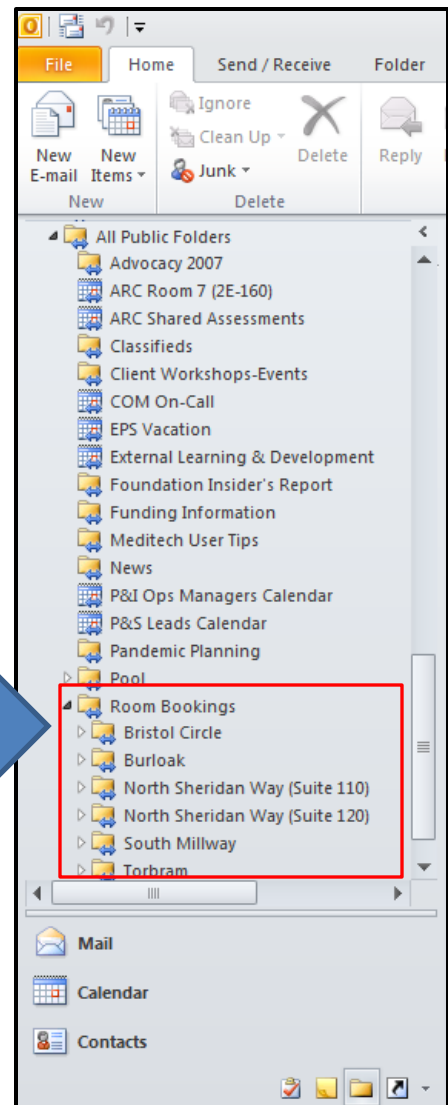 File Home Send / Receive Folder
New E-mail
New Items
Ignore
Clean Up
Junk
Delete
Reply
New Delete
All Public Folders
Advocacy 2007
ARC Room 7 (2E-160)
ARC Shared Assessments
Classifieds
Client Workshops-Events
COM On-Call
EPS Vacation
External Learning & Development
Foundation Insider's Report
Funding Information
Meditech User Tips
News
P&I Ops Managers Calendar
P&S Leads Calendar
Pandemic Planning
Pool
Room Bookings
Bristol Circle
Burloak
North Sheridan Way (Suite 110)
North Sheridan Way (Suite 120)
South Millway
Torbram
Mail
Calendar
Contacts